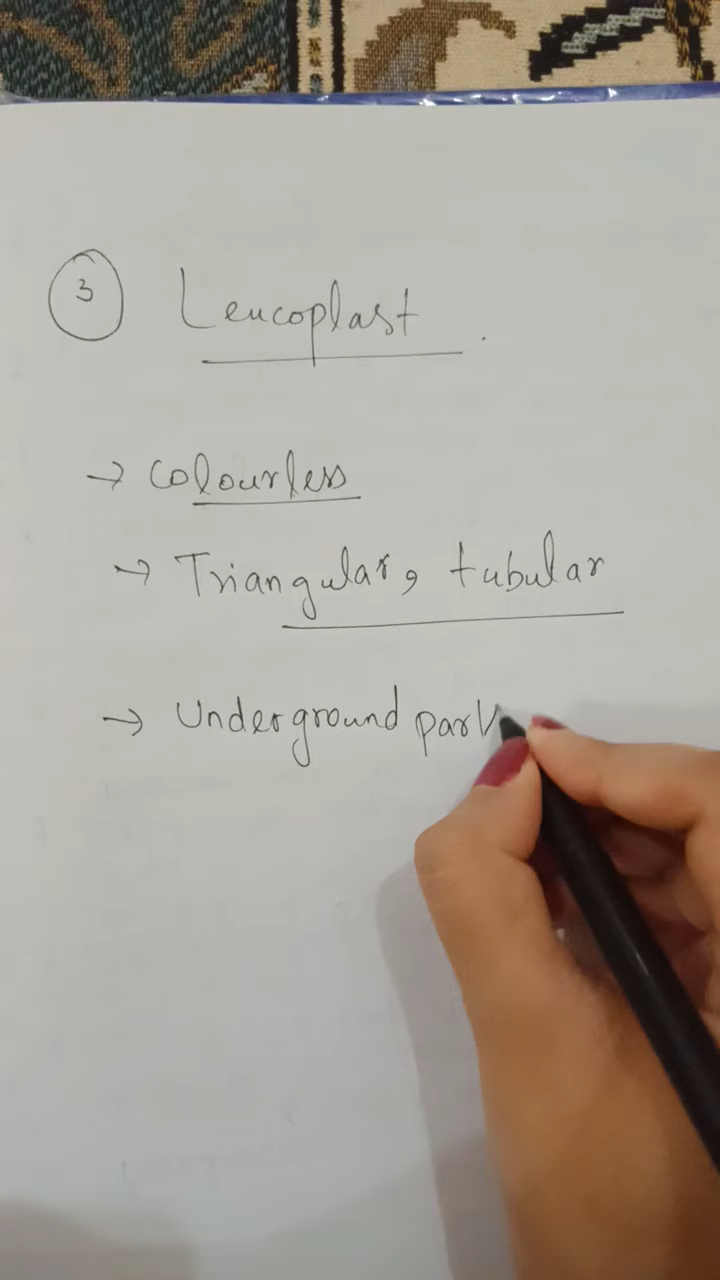 3 Leucoplast.
→ Colourless
→ Triangular, tubular
→ Underground part